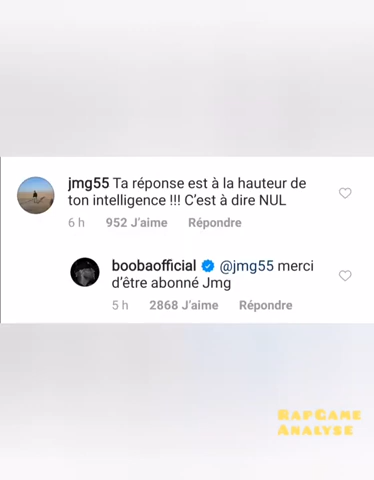 jmg55 Ta réponse est à la hauteur de
ton intelligence !!! C'est à dire NUL
6 h 952 J'aime Répondre
boobaofficial @jmg55 merci
d'être abonné Jmg
5 h 2868 J'aime Répondre
RapGame
Analyse